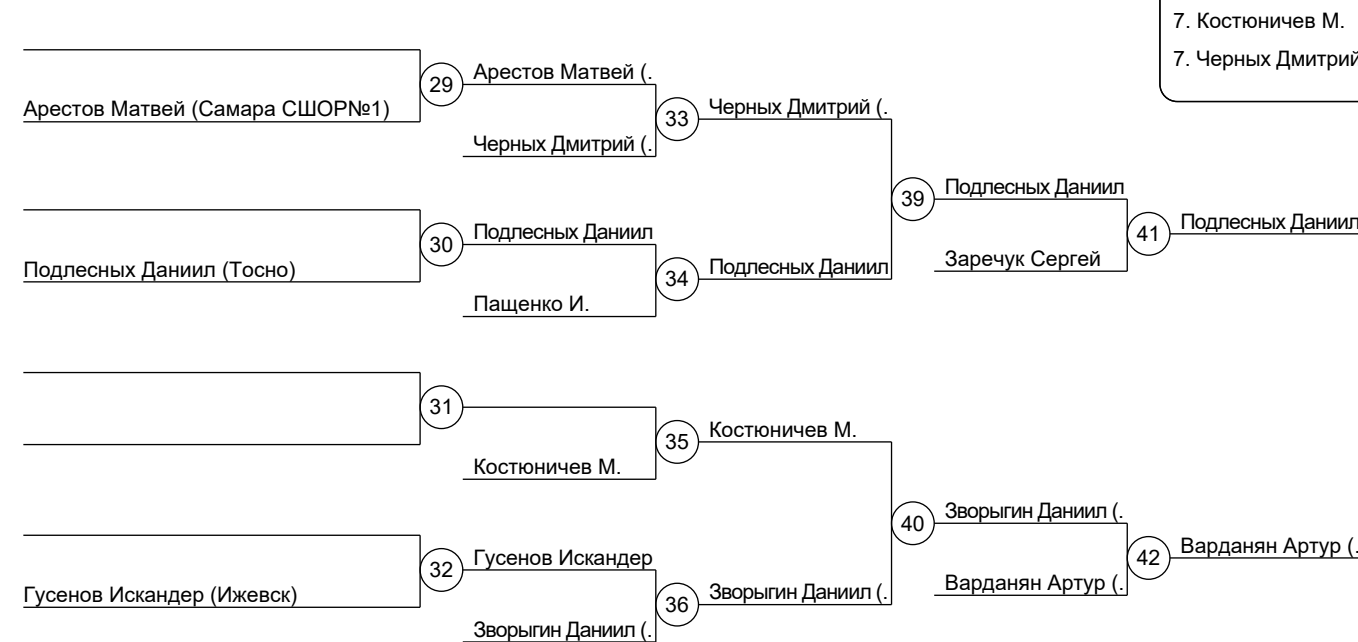 7. Костюничев М.
7. Черных Дмитрий
29
Арестов Матвей (.
Арестов Матвей (Самара СШОР№1)
33
Черных Дмитрий (.
Черных Дмитрий (.
39
Подлесных Даниил
30
Подлесных Даниил
41
Подлесных Даниил
Подлесных Даниил (Тосно)
34
Подлесных Даниил
Заречук Сергей
Пащенко И.
31
35
Костюничев М.
Костюничев М.
40
Зворыгин Даниил (.
32
Гусенов Искандер
42
Варданян Артур (.
Гусенов Искандер (Ижевск)
36
Зворыгин Даниил (.
Варданян Артур (.
Зворыгин Даниил (.